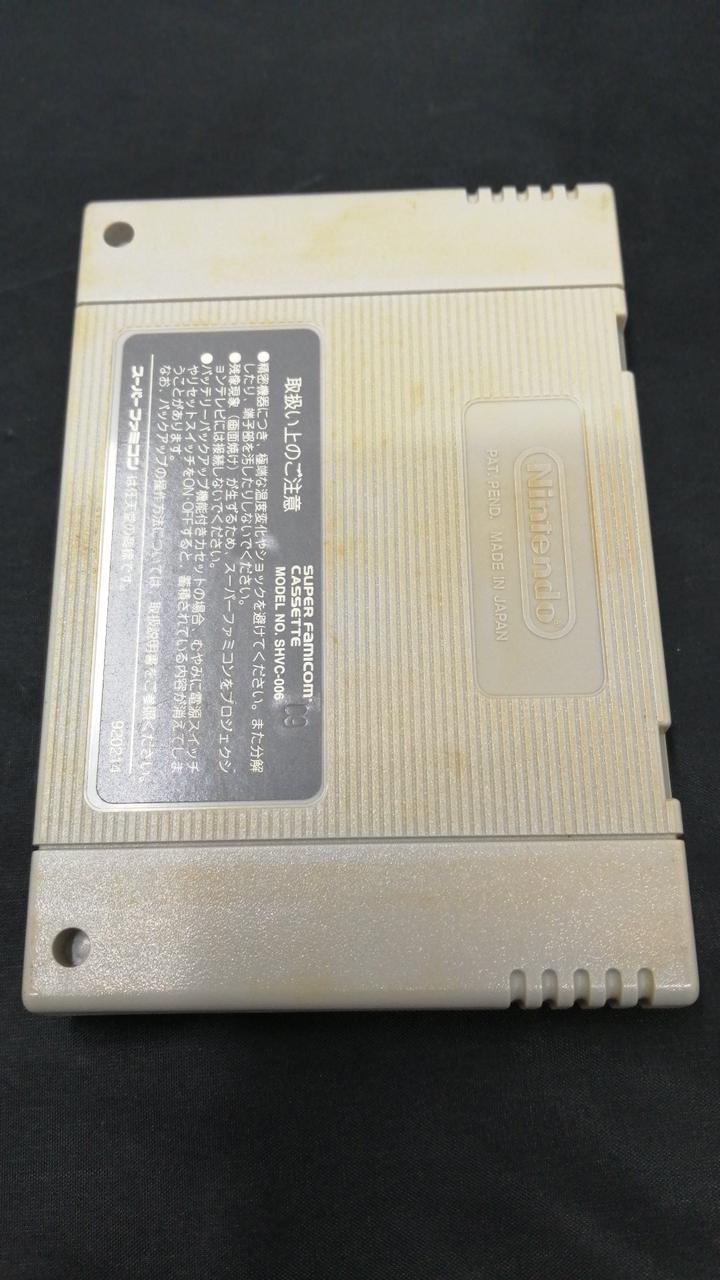 取扱い上のご注意
SUPER FAMICOM
CASSETTE
MODEL NO. SHVC-006
●精密機器につき、極端な温度変化やショックを避けてください。また分解
したり、端子部を汚したりしないでください。
●残像現象(画面焼け)が生ずるため、スーパーファミコンをプロジェクシ
ョンテレビには接続しないでください。
●バッテリーバックアップ機能付きカセットの場合、むやみに電源スイッチ
やリセットスイッチをON・OFFすると、蓄積されている内容が消えてしま
うことがあります。
なお、バックアップの操作方法については、取扱説明書をご参照ください。
スーパーファミコンは任天堂の商標です。
920214
Nintendo®
PAT. PEND. MADE IN JAPAN